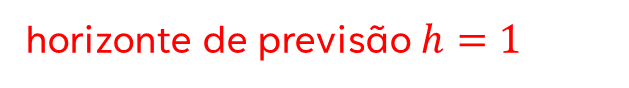 horizonte de previsão h = 1